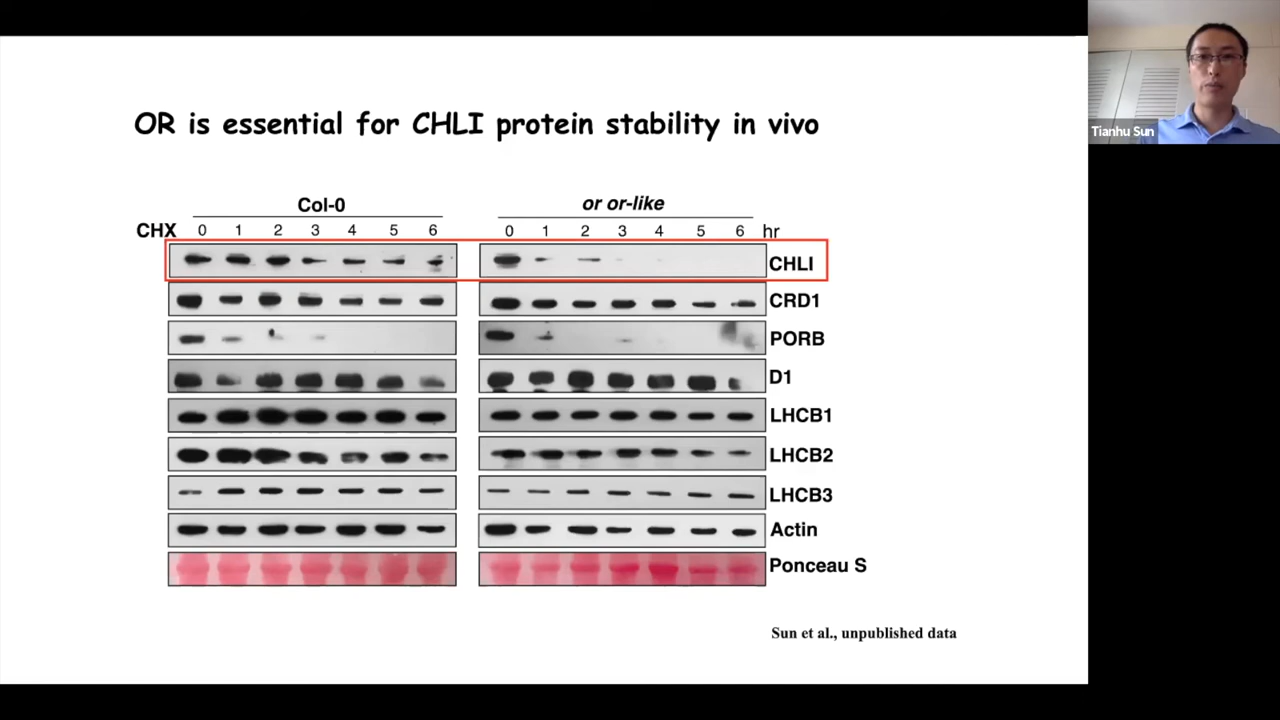 Tianhu Sun
OR is essential for CHLI protein stability in vivo
Col-0 or or-like
CHX 0 1 2 3 4 5 6 0 1 2 3 4 5 6 hr
CHLI
CRD1
PORB
D1
LHCB1
LHCB2
LHCB3
Actin
Ponceau S
Sun et al., unpublished data